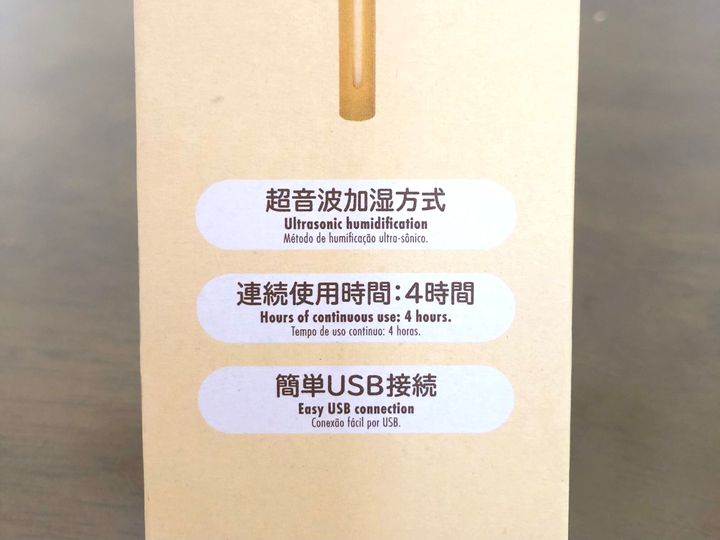 超音波加湿方式
Ultrasonic humidification
Método de humificação ultra-sônico.
連続使用時間:4時間
Hours of continuous use: 4 hours.
Tempo de uso continuo: 4 horas.
簡単USB接続
Easy USB connection
Conexão fácil por USB.